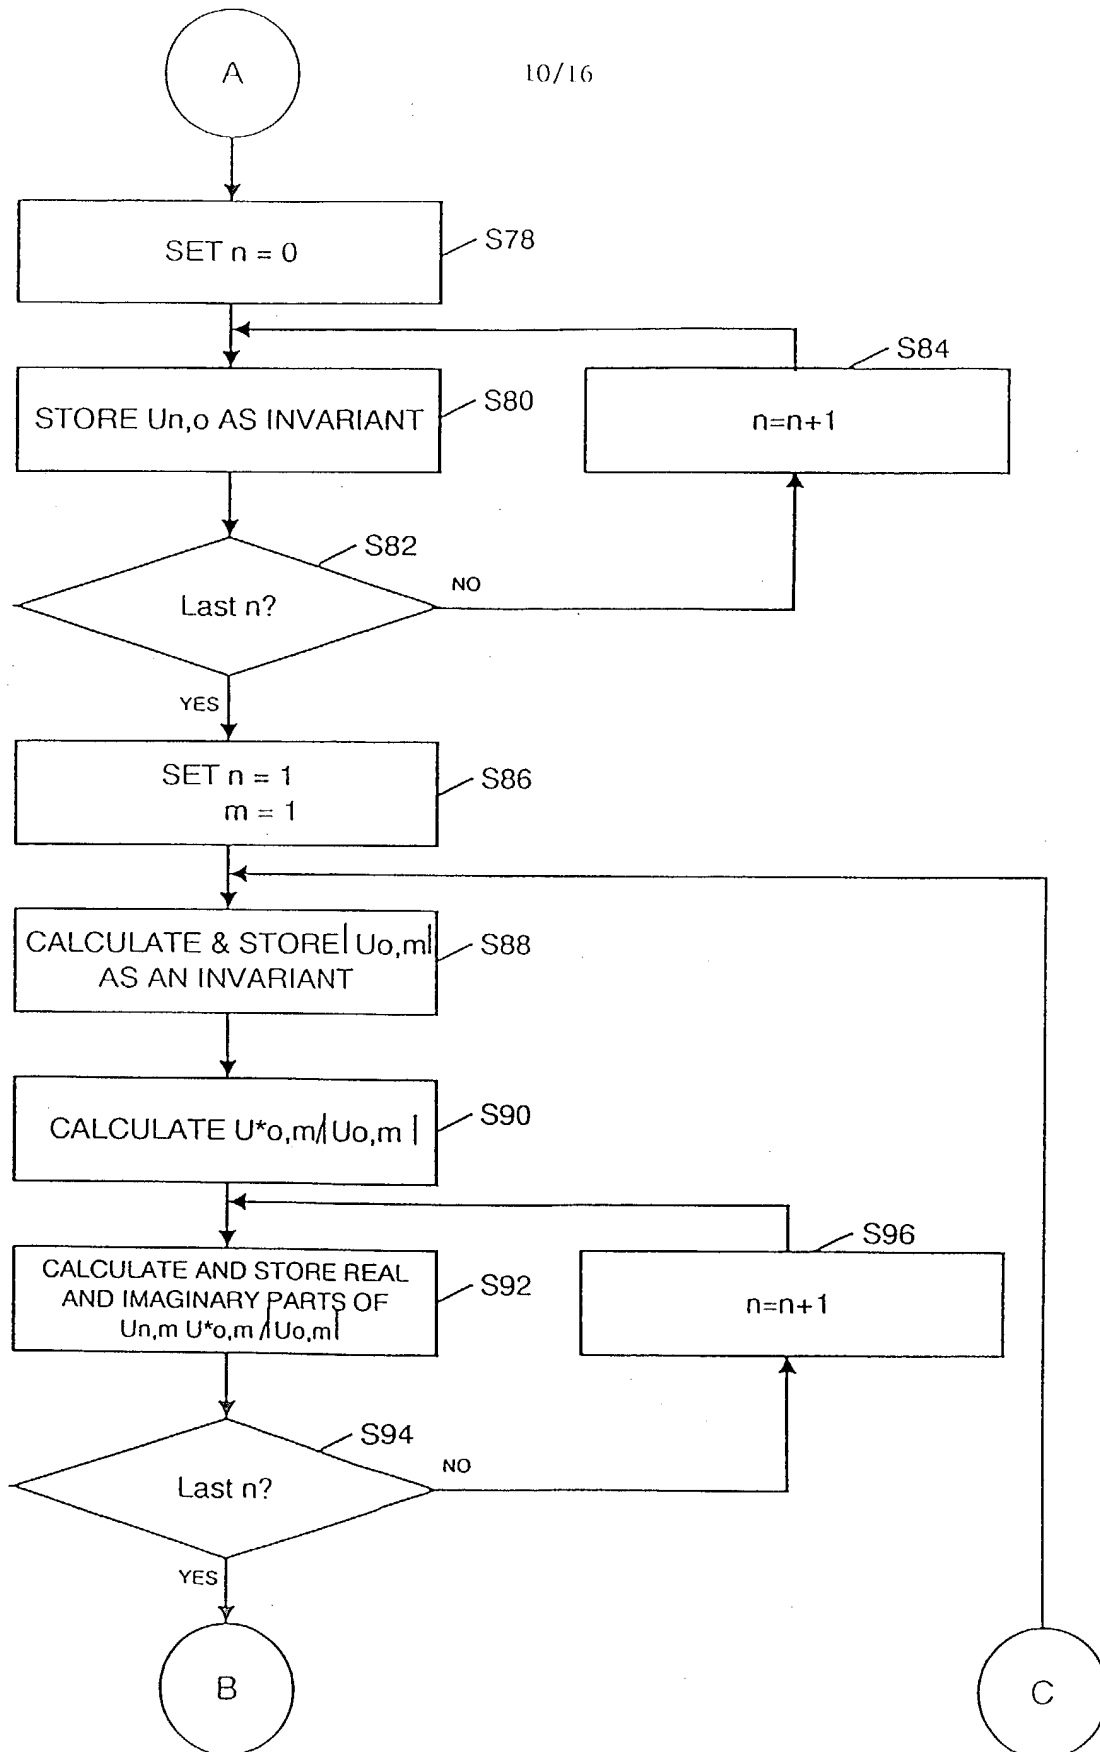 A
10/16
SET n = 0
S78
S84
STORE Un,o AS INVARIANT
S80
n=n+1
S82
Last n?
NO
YES
SET n = 1
m = 1
S86
CALCULATE & STORE|Uo,m|
AS AN INVARIANT
S88
CALCULATE U*o,m/|Uo,m|
S90
S96
CALCULATE AND STORE REAL
AND IMAGINARY PARTS OF
Un,m U*o,m/|Uo,m|
S92
n=n+1
S94
Last n?
NO
YES
B
C